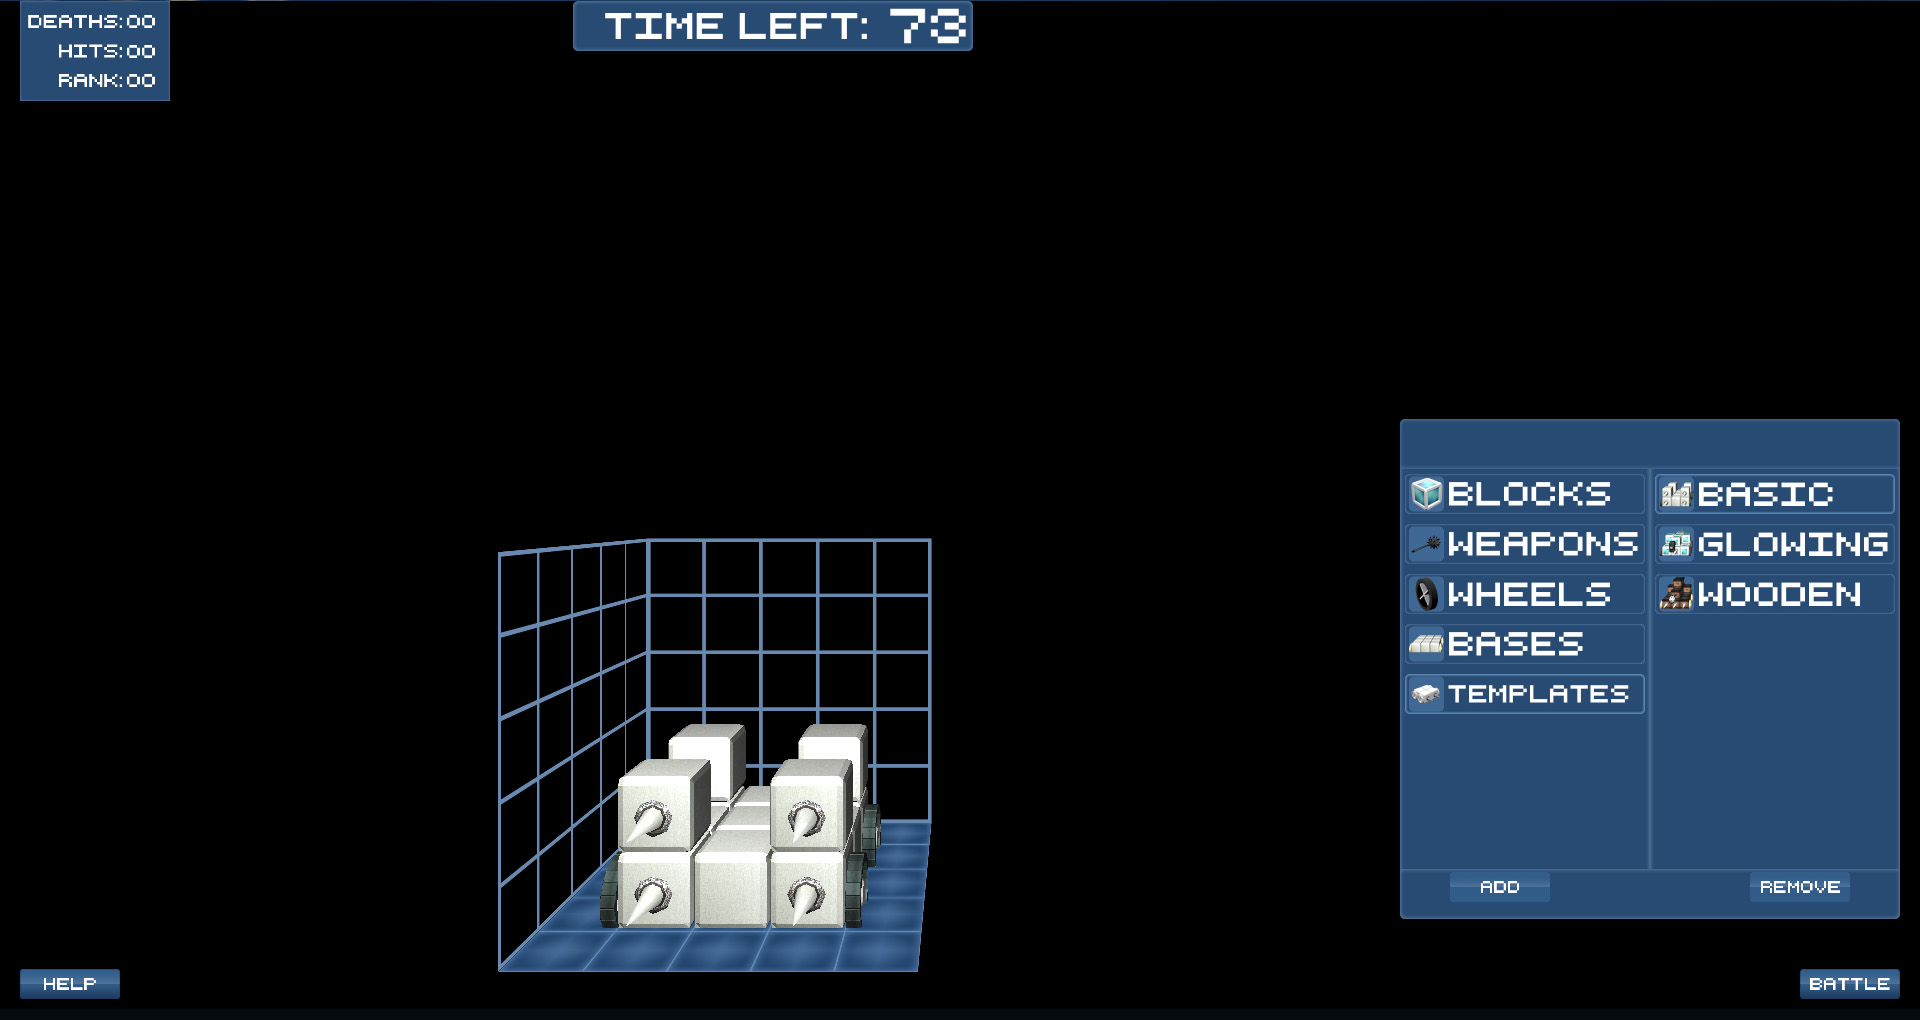 DEATHS:00
HITS:00
RANK:00
TIME LEFT: 73
BLOCKS
WEAPONS
WHEELS
BASES
TEMPLATES
BASIC
GLOWING
WOODEN
ADD
REMOVE
HELP
BATTLE